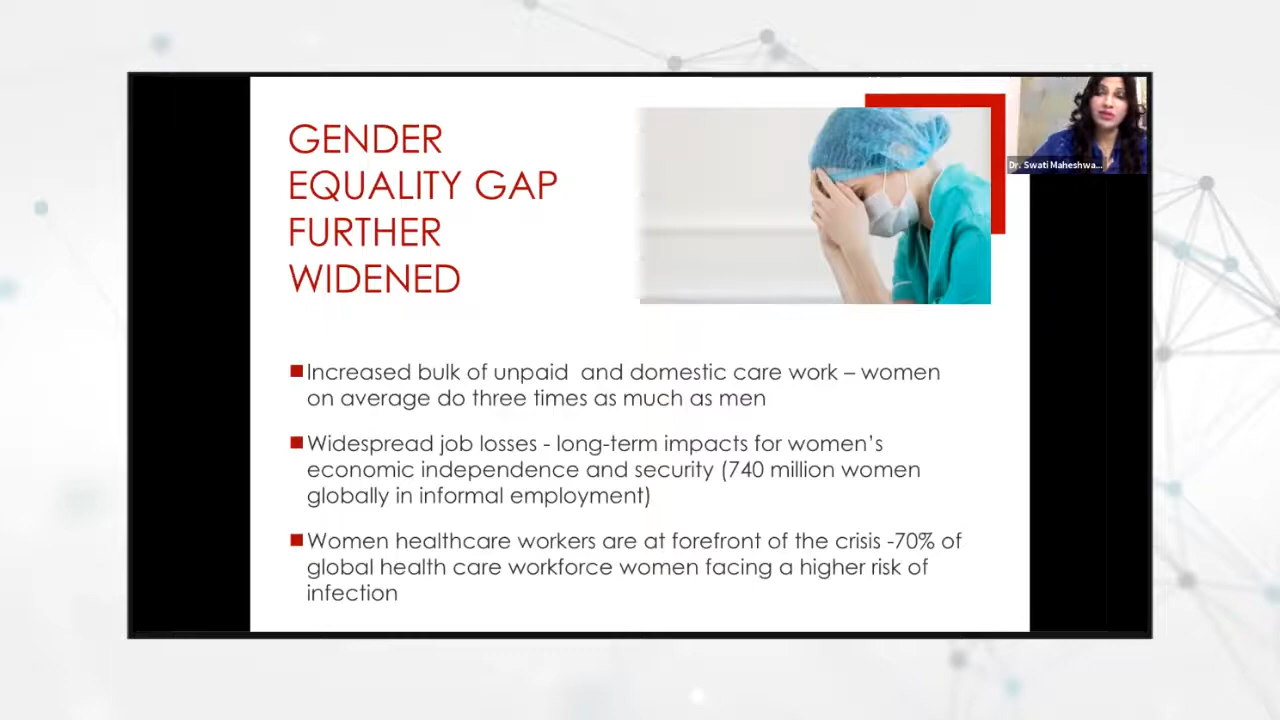 GENDER
EQUALITY GAP
FURTHER
WIDENED
Dr. Swati Maheshwa...
Increased bulk of unpaid  and domestic care work – women
on average do three times as much as men
Widespread job losses - long-term impacts for women’s
economic independence and security (740 million women
globally in informal employment)
Women healthcare workers are at forefront of the crisis -70% of
global health care workforce women facing a higher risk of
infection